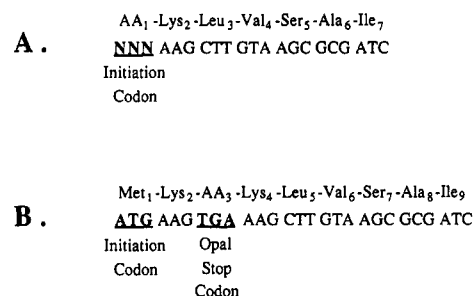 AA1 -Lys2 -Leu3 -Val4 -Ser5 -Ala6 -Ile7
A . NNN AAG CTT GTA AGC GCG ATC
Initiation
Codon
Met1 -Lys2 -AA3 -Lys4 -Leu5 -Val6 -Ser7 -Ala8 -Ile9
B . ATG AAG TGA AAG CTT GTA AGC GCG ATC
Initiation Opal
Codon Stop
Codon